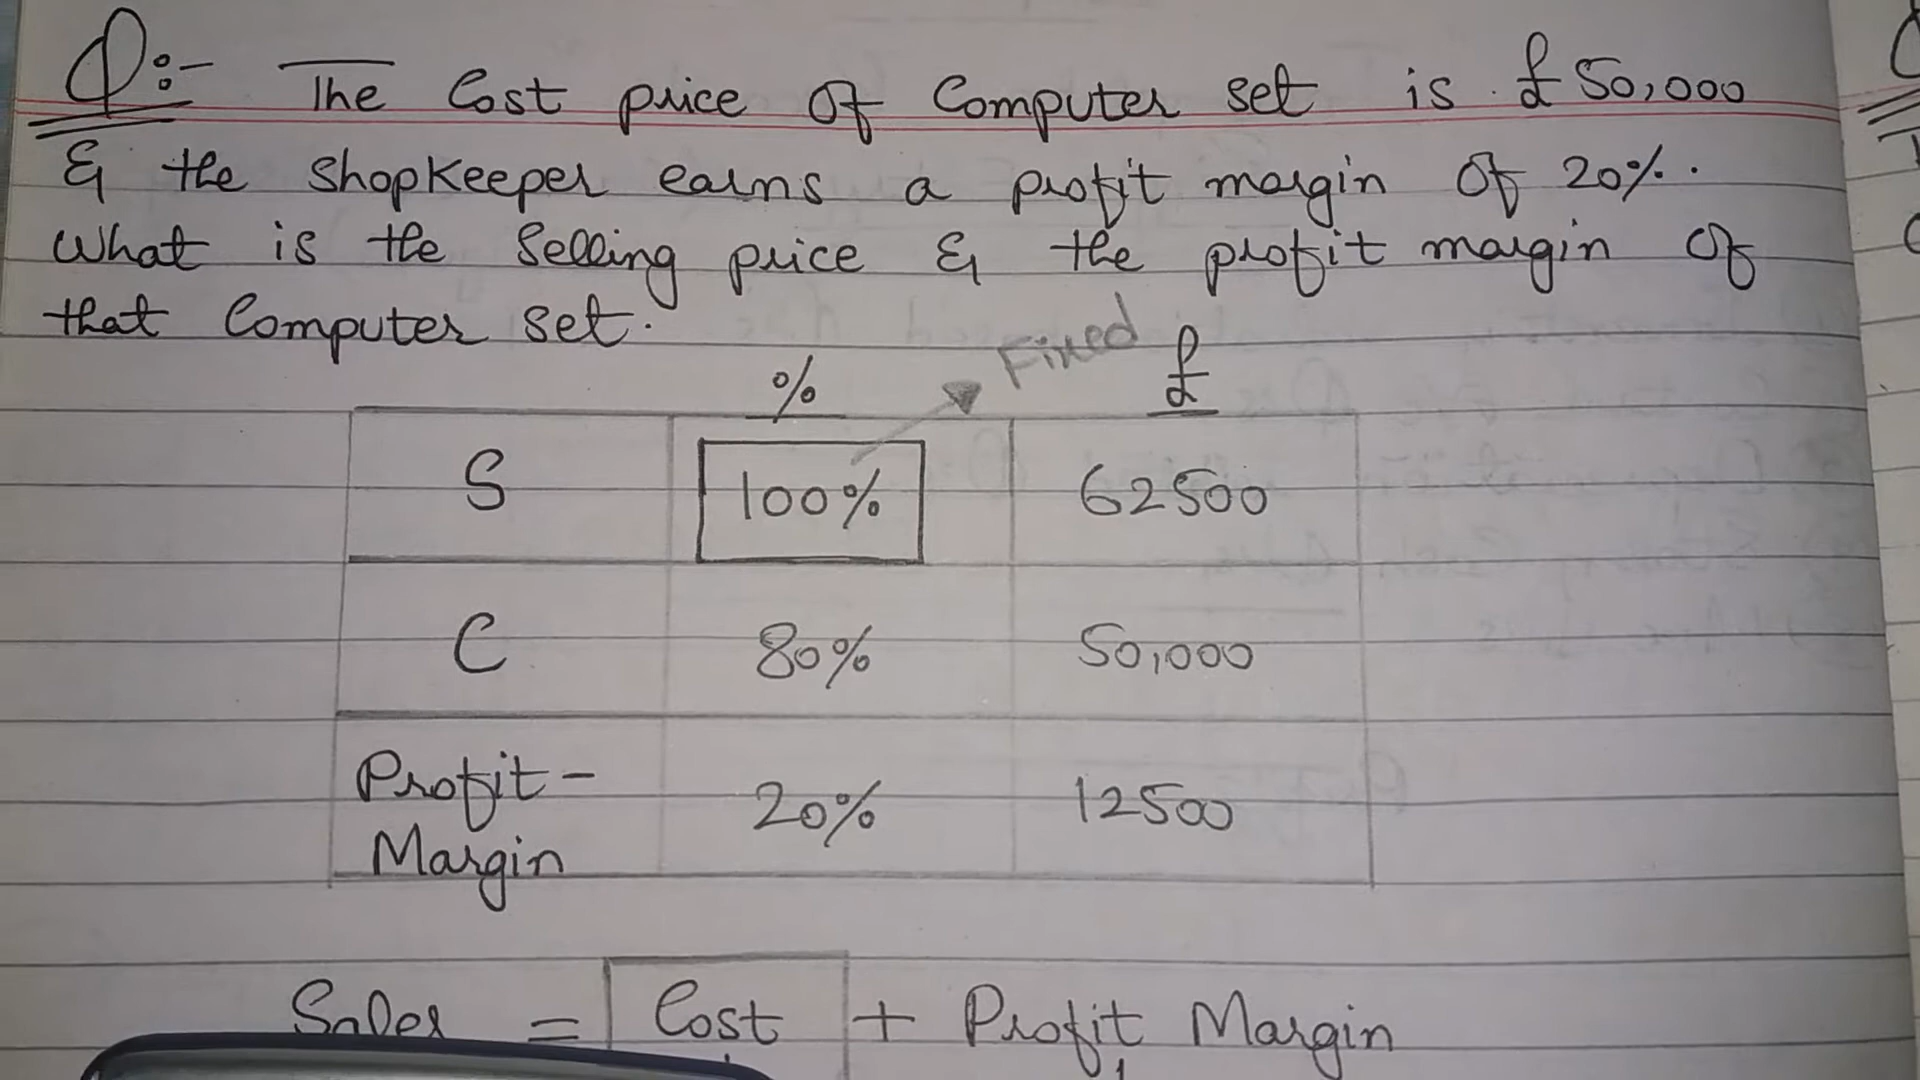 Q:- The Cost price of Computer set is £50,000
& the shopkeeper earns a profit margin of 20%.
What is the Selling price & the profit margin of
that Computer set.
% Fixed £
S 100% 62500
C 80% 50,000
Profit-
Margin 20% 12500
Sales = Cost + Profit Margin